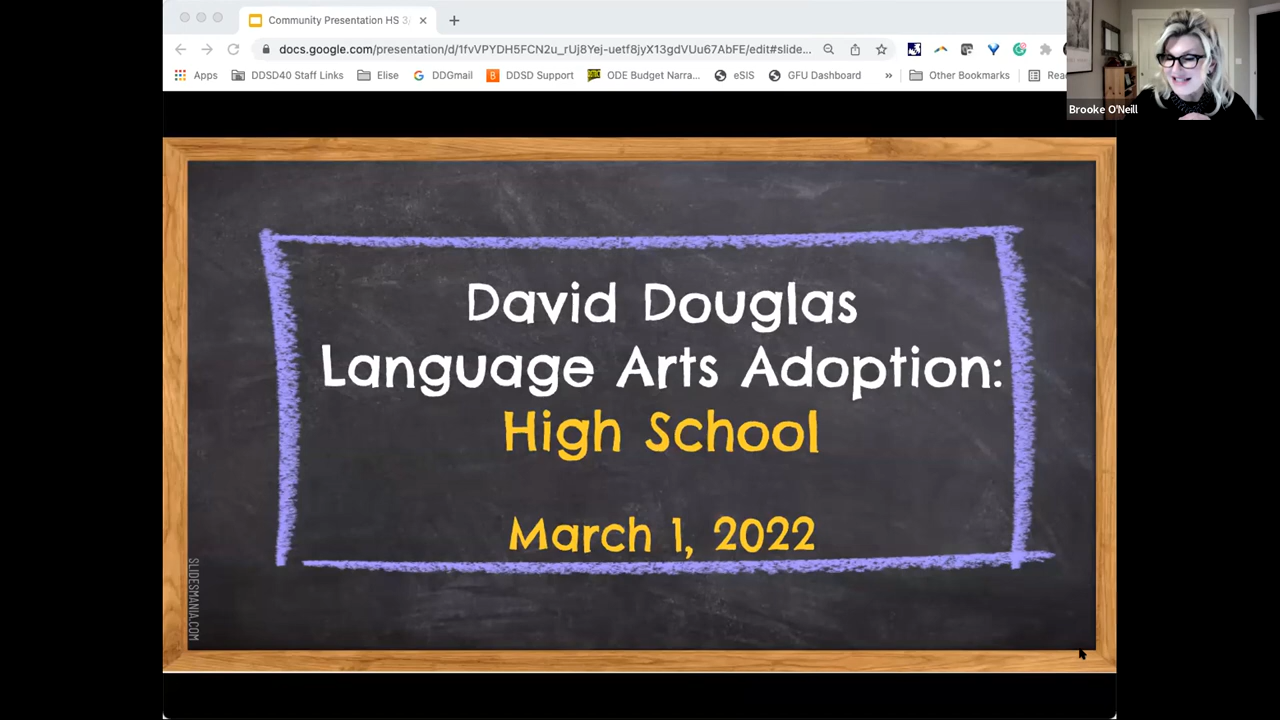 Community Presentation HS 3/
docs.google.com/presentation/d/1fvVPYDH5FCN2u_rUj8Yej-uetf8jyX13gdVUu67AbFE/edit#slide...
Apps
DDSD40 Staff Links
Elise
DDGmail
DDSD Support
ODE Budget Narra...
eSIS
GFU Dashboard
»
Other Bookmarks
Rea
Brooke O'Neill
David Douglas
Language Arts Adoption:
High School
March 1, 2022
SLIDESMANIA.COM